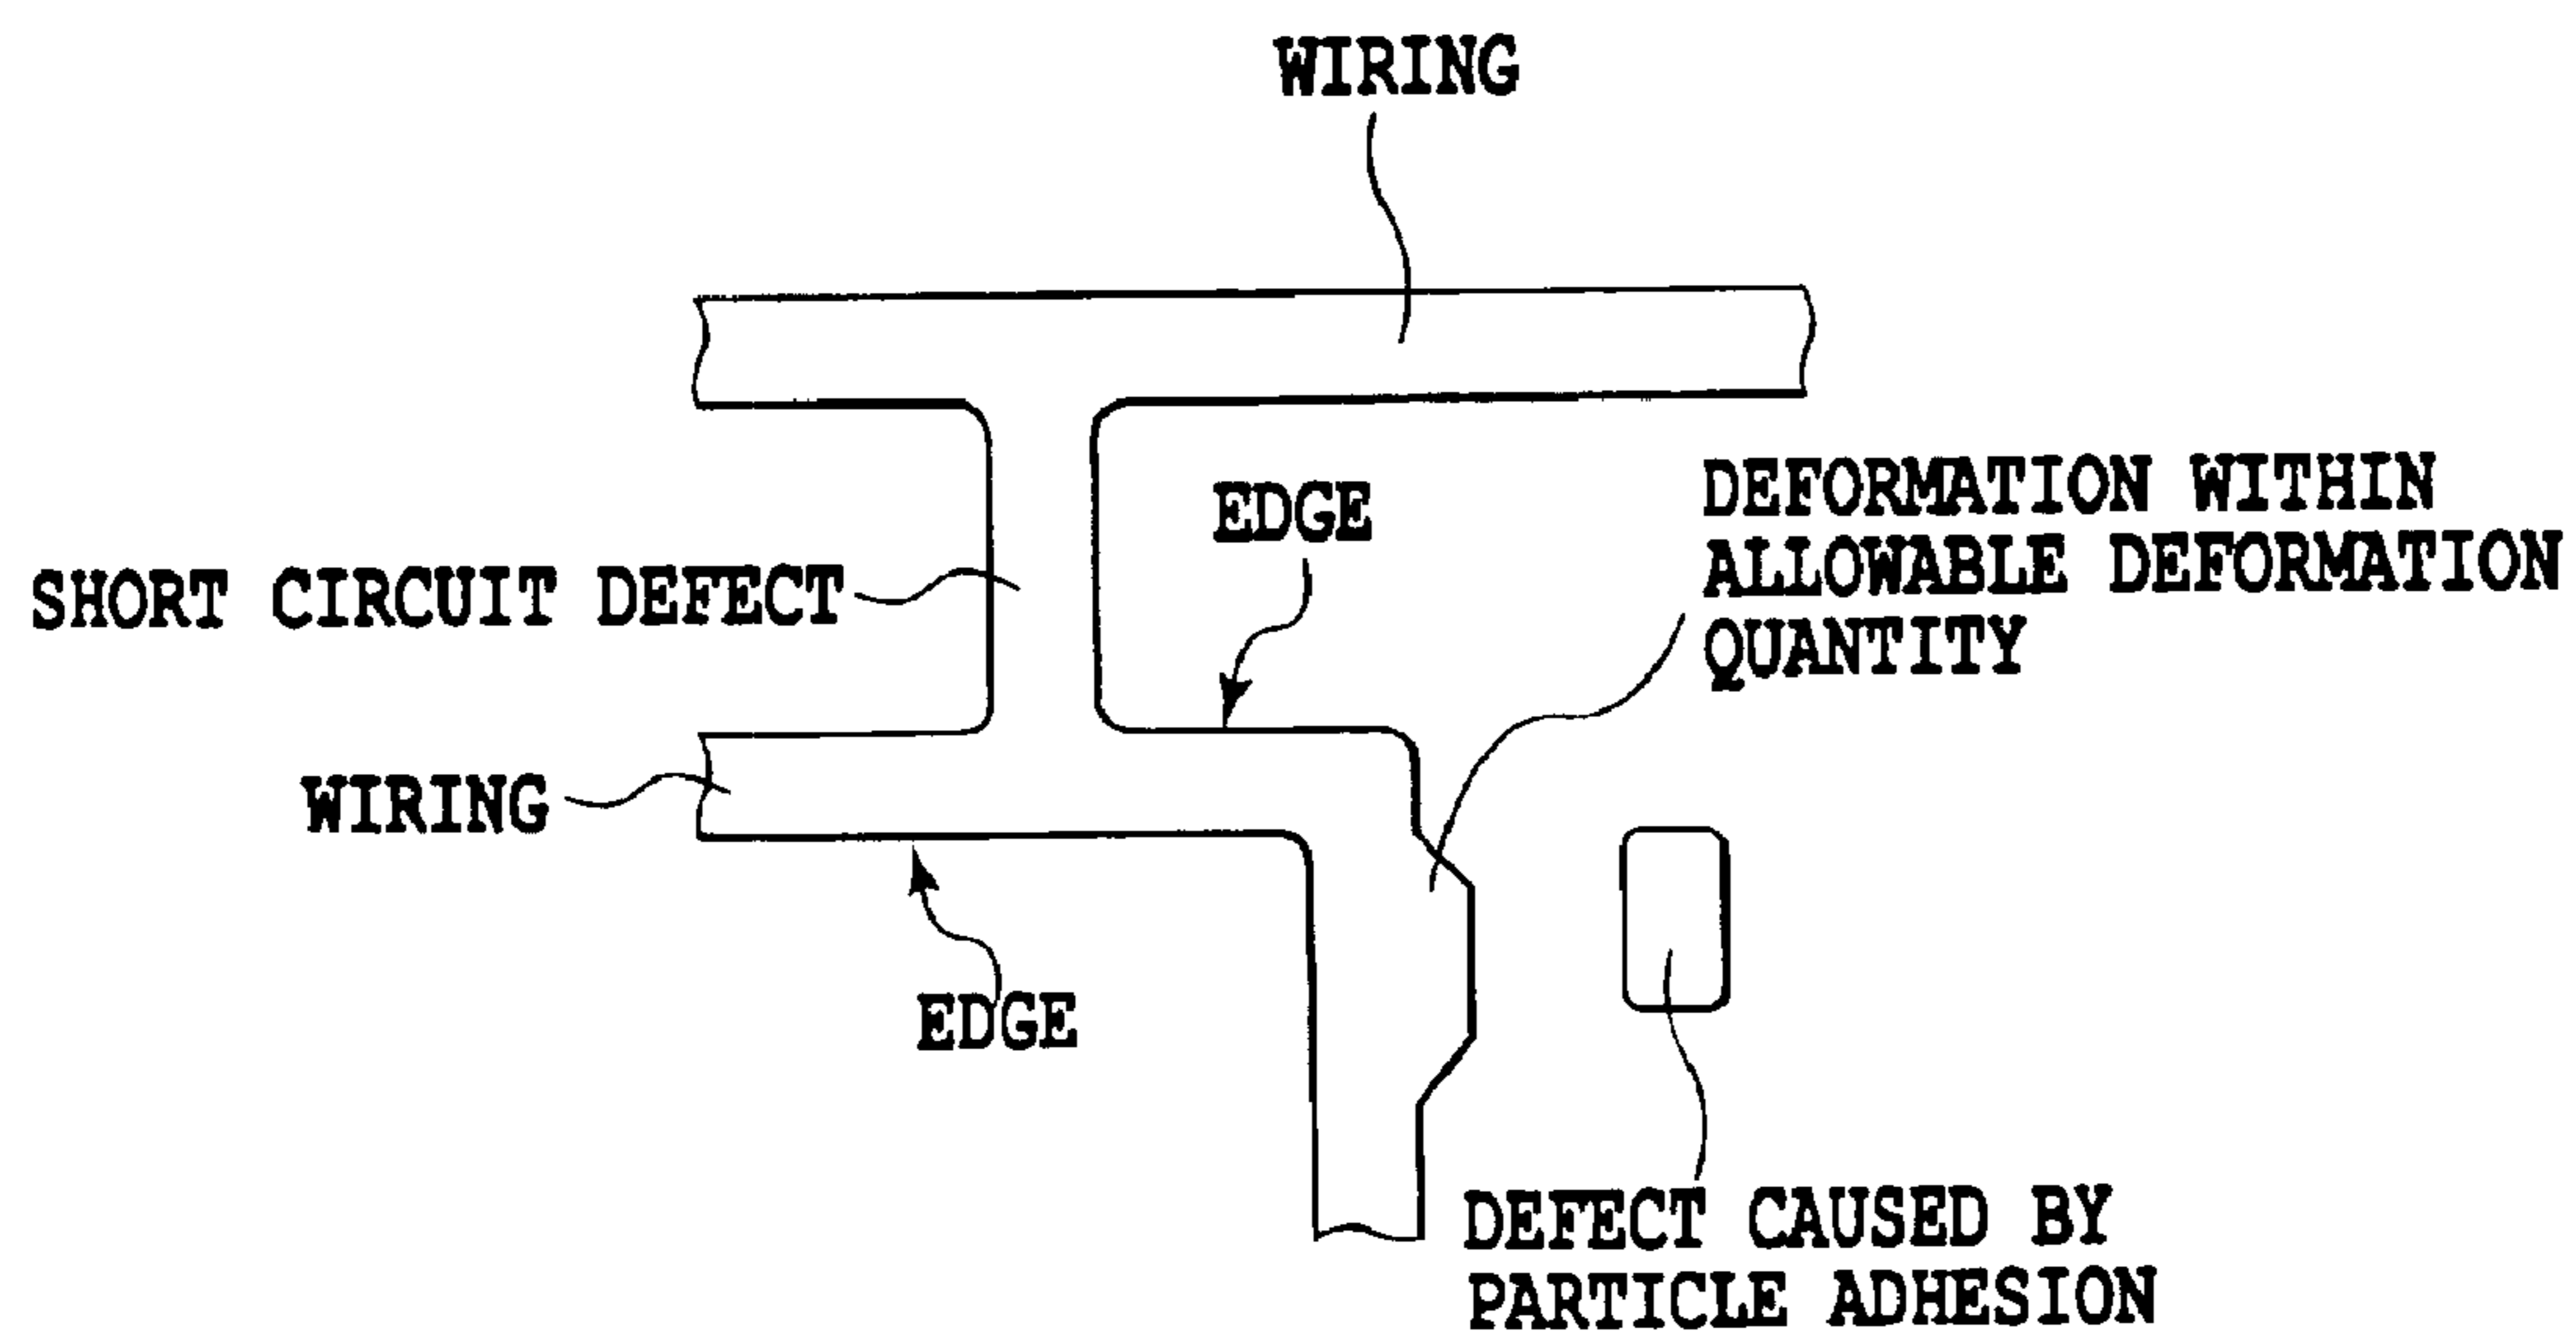 WIRING
EDGE
DEFORMATION WITHIN
ALLOWABLE DEFORMATION
QUANTITY
SHORT CIRCUIT DEFECT
WIRING
EDGE
DEFECT CAUSED BY
PARTICLE ADHESION